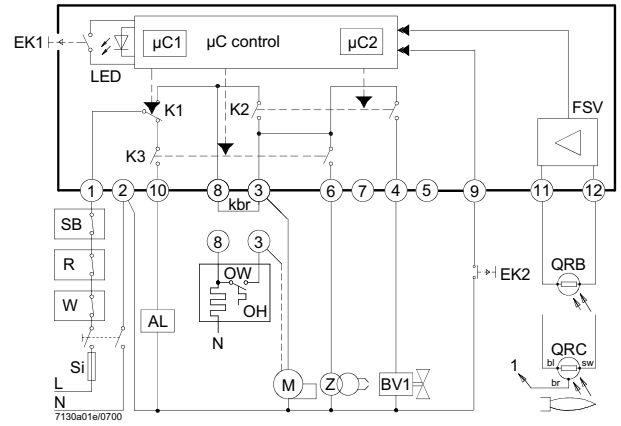 EK1
µC1
µC control
µC2
LED
FSV
K1
K2
K3
1
2
10
8
3
6
7
4
5
9
11
12
kbr
SB
R
W
Si
L
N
7130a01e/0700
AL
8
3
OW
OH
N
M
Z
BV1
EK2
QRB
QRC
bl
sw
br
1